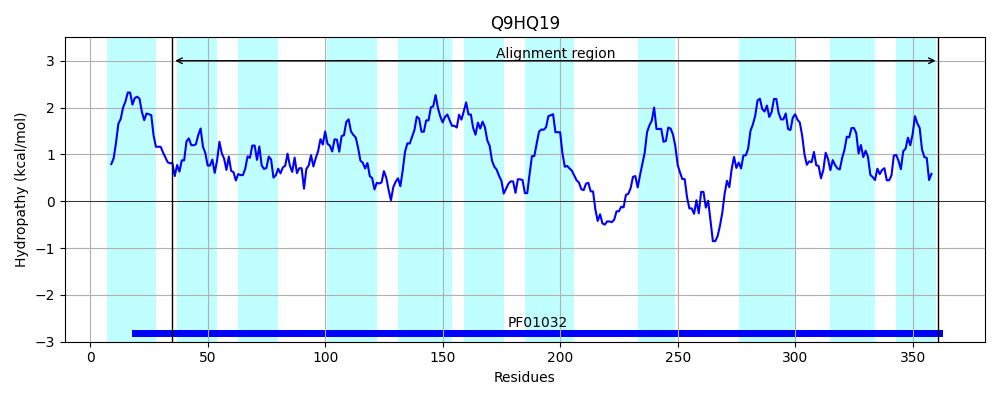 Q9HQ19
Hydropathy (kcal/mol)
3
2
1
0
−1
−2
−3
Alignment region
PF01032
0 50 100 150 200 250 300 350
Residues